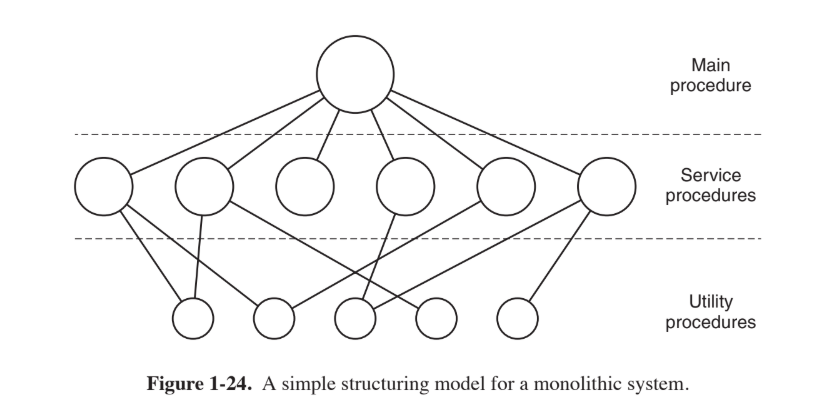 Main
procedure
Service
procedures
Utility
procedures
Figure 1-24. A simple structuring model for a monolithic system.